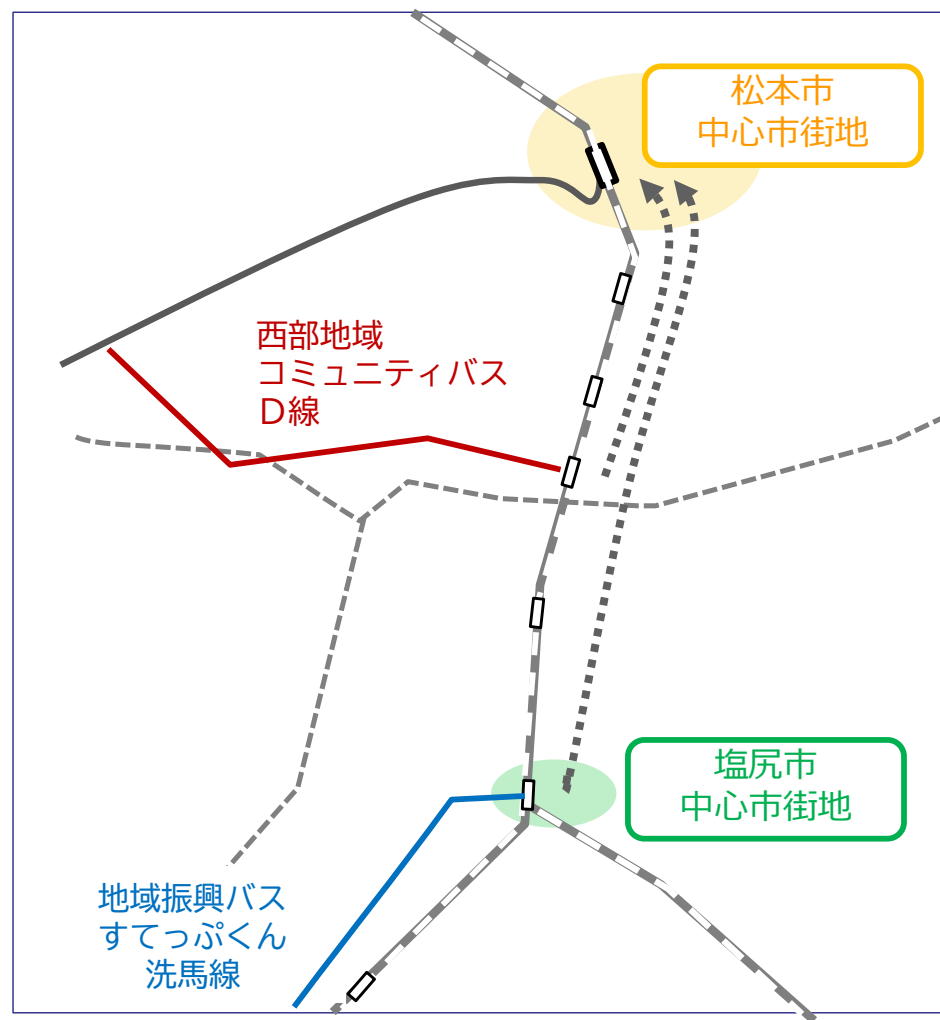 松本市
中心市街地
西部地域
コミュニティバス
D線
塩尻市
中心市街地
地域振興バス
すてっぷくん
洗馬線